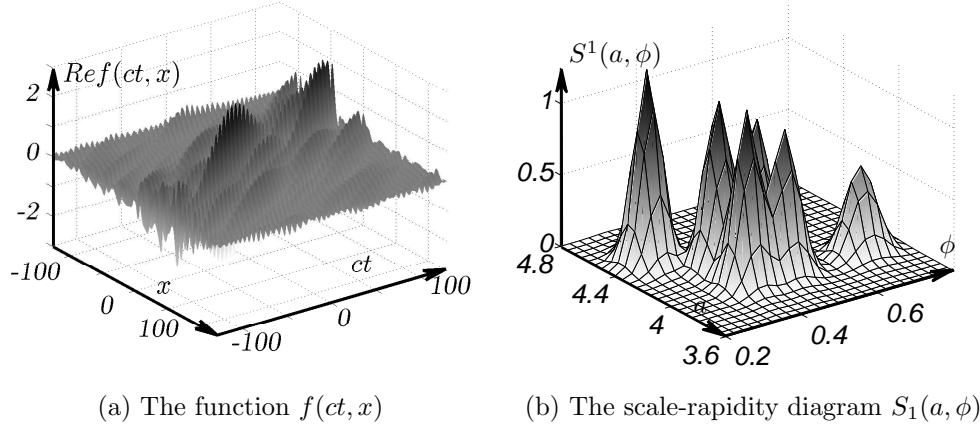 Ref(ct, x)
2
0
-2
-100
0
100
x
-100
0
100
ct
S¹(a, ϕ)
1
0.5
0
4.8
4.4
4
3.6
a
0.2
0.4
0.6
ϕ
(a) The function f(ct, x)
(b) The scale-rapidity diagram S₁(a, ϕ)